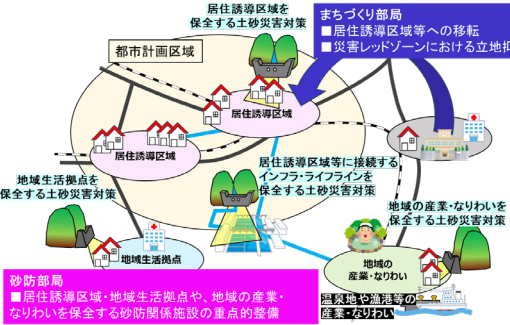 居住誘導区域を
保全する土砂災害対策
まちづくり部局
■居住誘導区域等への移転
■災害レッドゾーンにおける立地抑
都市計画区域
居住誘導区域
居住誘導区域
居住誘導区域等に接続する
インフラ・ライフラインを
保全する土砂災害対策
地域生活拠点を
保全する土砂災害対策
地域の産業・なりわいを
保全する土砂災害対策
地域生活拠点
地域の
産業・なりわい
砂防部局
■居住誘導区域・地域生活拠点や、地域の産業・
なりわいを保全する砂防関係施設の重点的整備
温泉地や漁港等の
産業・なりわい